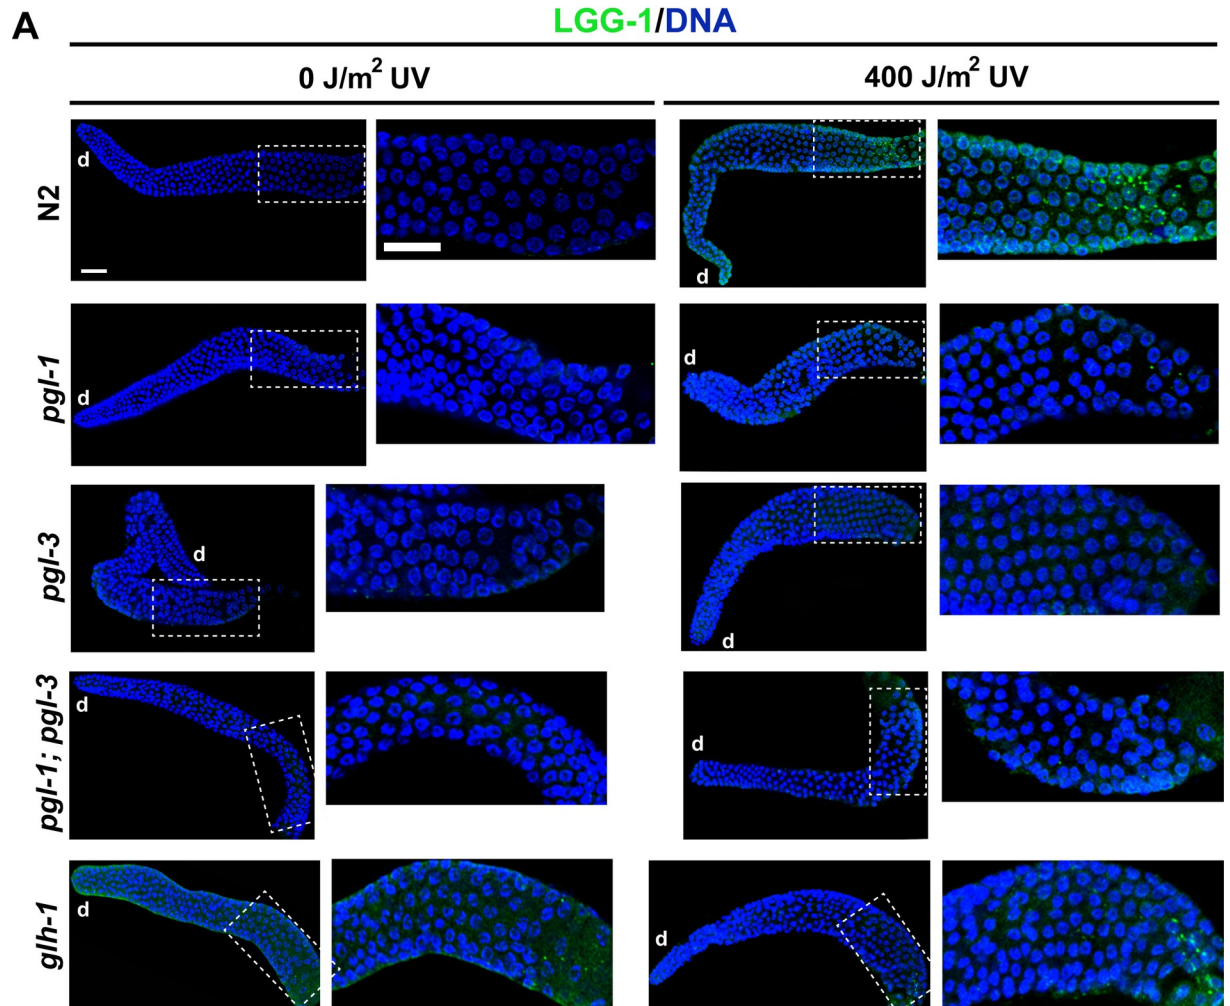 A
LGG-1/DNA
0 J/m² UV
400 J/m² UV
N2
d
d
pgl-1
d
d
pgl-3
d
d
pgl-1; pgl-3
d
d
glh-1
d
d